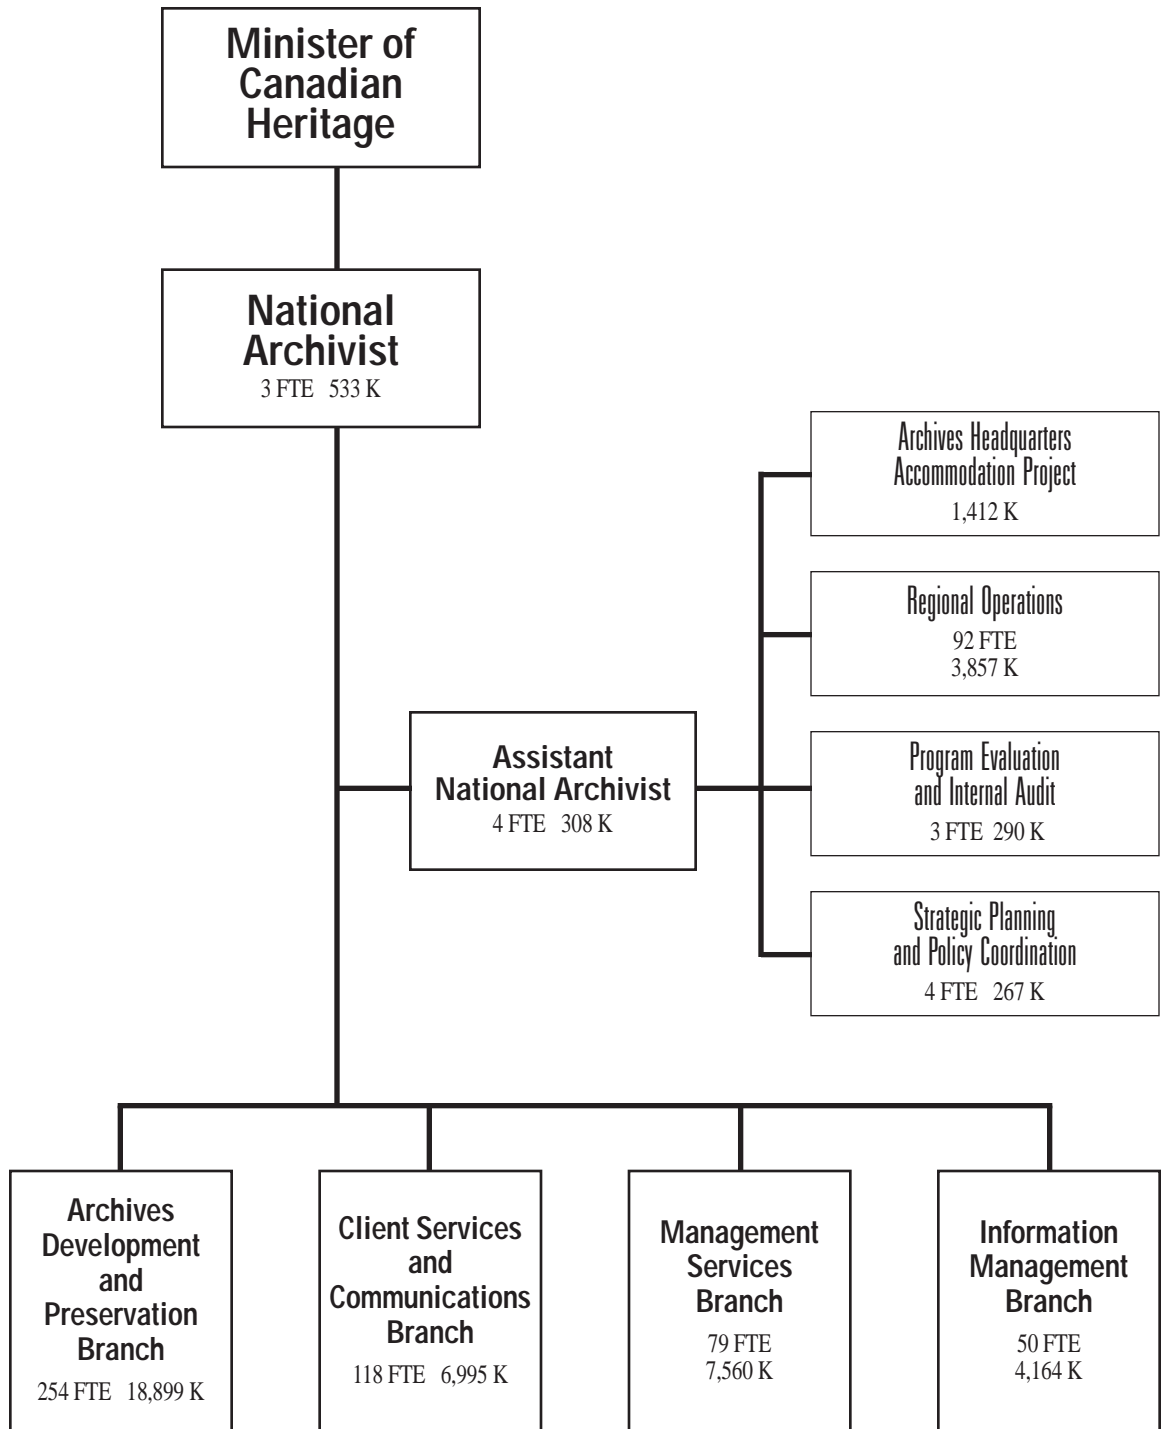 Minister of
Canadian
Heritage
National
Archivist
3 FTE 533 K
Archives Headquarters
Accommodation Project
1,412 K
Regional Operations
92 FTE
3,857 K
Assistant
National Archivist
4 FTE 308 K
Program Evaluation
and Internal Audit
3 FTE 290 K
Strategic Planning
and Policy Coordination
4 FTE 267 K
Archives
Development
and
Preservation
Branch
254 FTE 18,899 K
Client Services
and
Communications
Branch
118 FTE 6,995 K
Management
Services
Branch
79 FTE
7,560 K
Information
Management
Branch
50 FTE
4,164 K